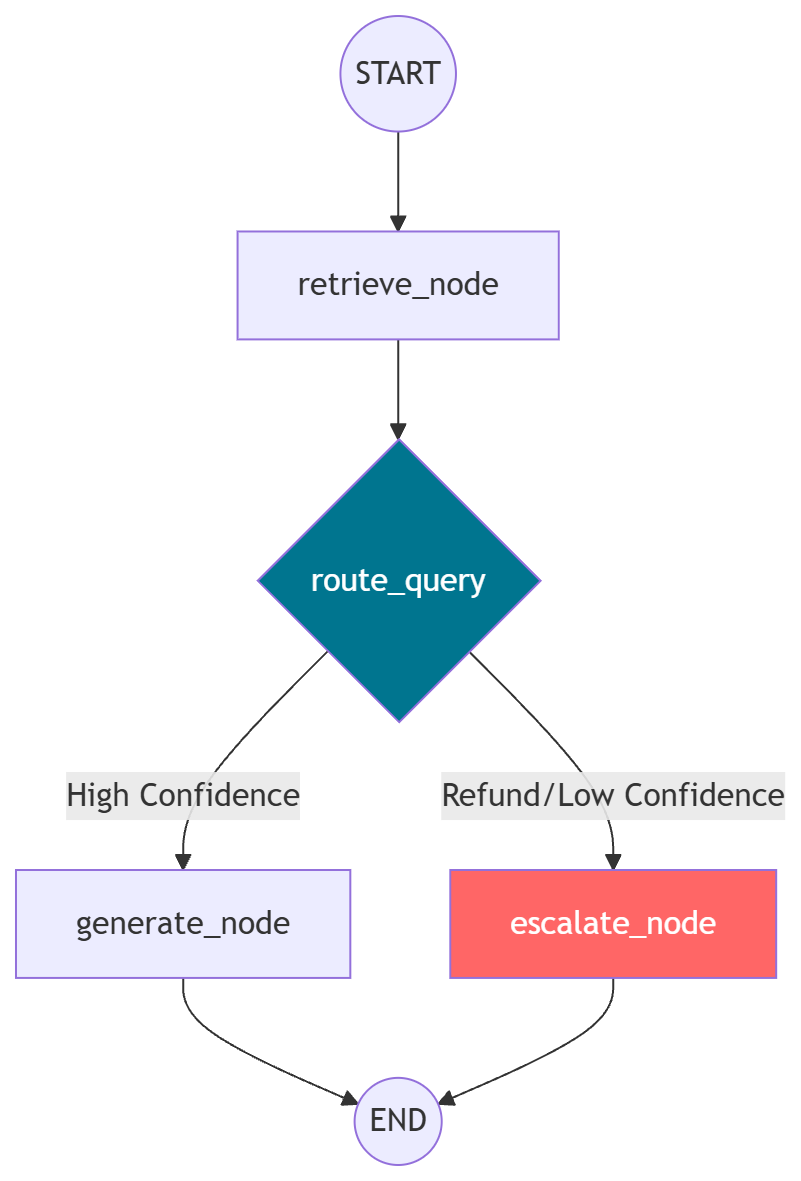 START
retrieve_node
route_query
High Confidence
Refund/Low Confidence
generate_node
escalate_node
END